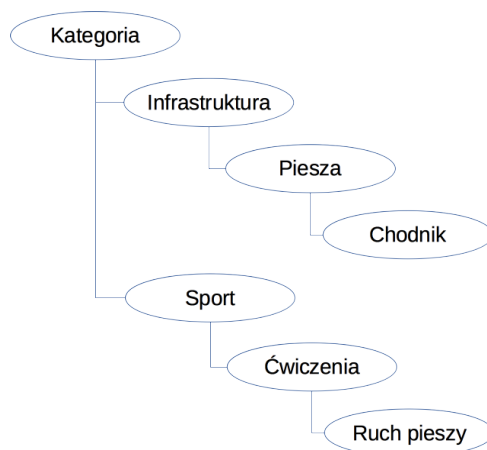 Kategoria
Infrastruktura
Piesza
Chodnik
Sport
Ćwiczenia
Ruch pieszy